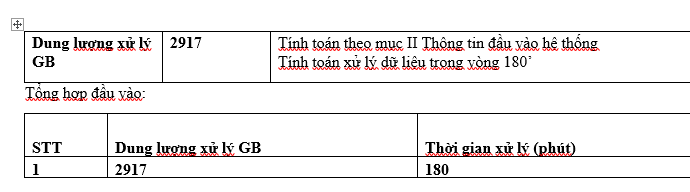 Dung lượng xử lý GB 2917 Tính toán theo mục II Thông tin đầu vào hệ thống
Tính toán xử lý dữ liệu trong vòng 180’
Tổng hợp đầu vào:
STT Dung lượng xử lý GB Thời gian xử lý (phút)
1 2917 180